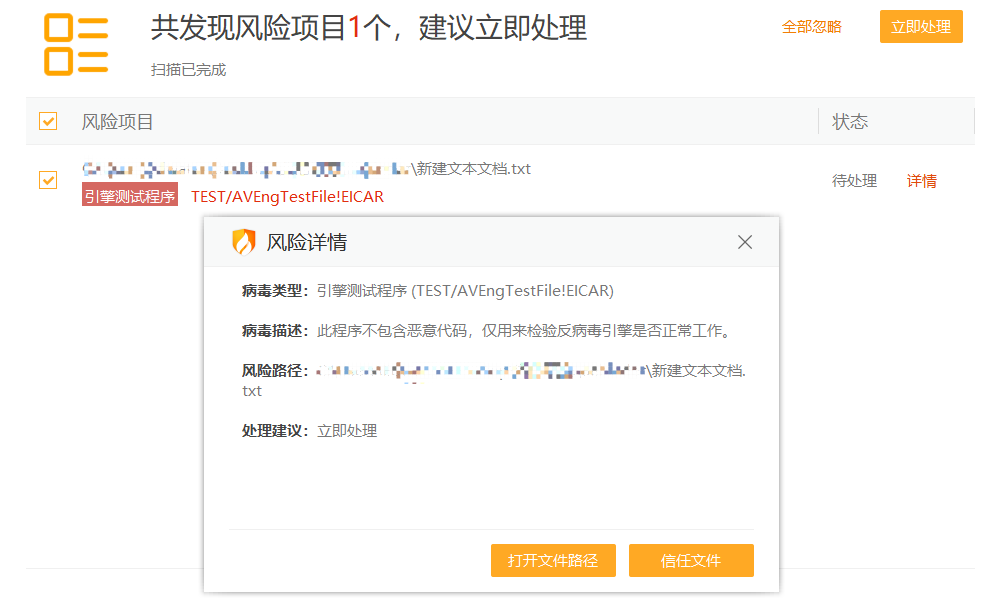 共发现风险项目1个，建议立即处理
全部忽略
立即处理
扫描已完成
风险项目
状态
\新建文本文档.txt
引擎测试程序 TEST/AVEngTestFile!EICAR
待处理
详情
风险详情
病毒类型：引擎测试程序 (TEST/AVEngTestFile!EICAR)
病毒描述：此程序不包含恶意代码，仅用来检验反病毒引擎是否正常工作。
风险路径：\新建文本文档.
txt
处理建议：立即处理
打开文件路径
信任文件